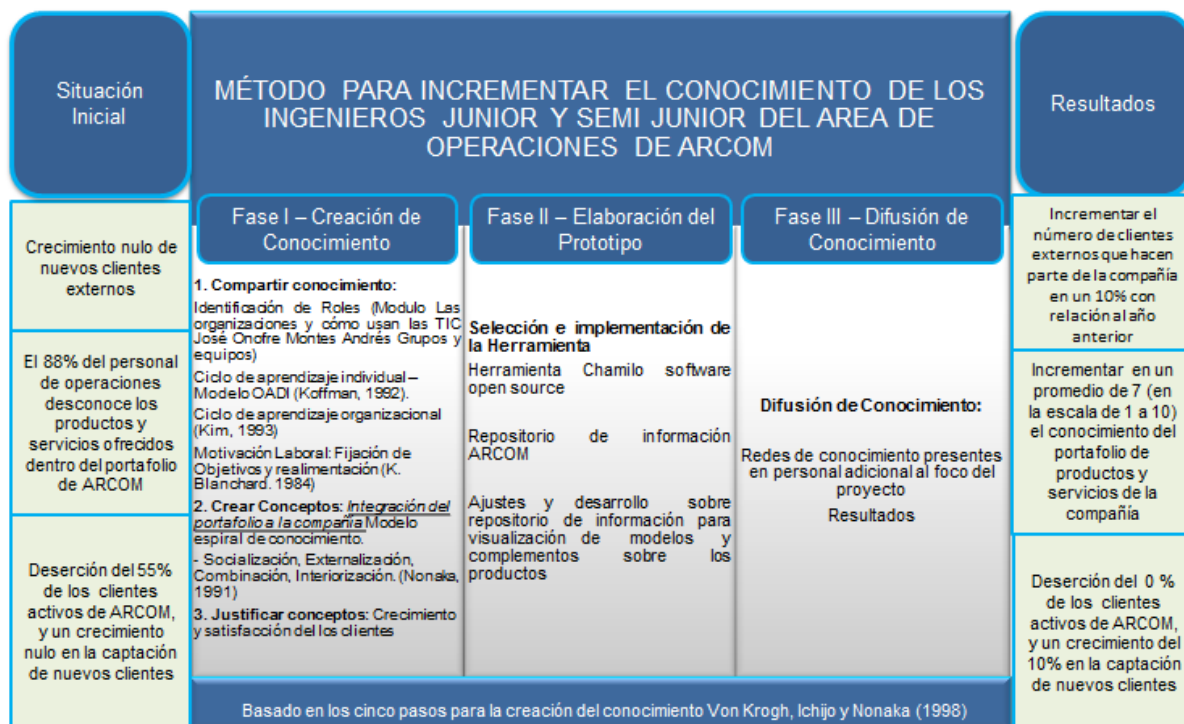 Situación
Inicial
MÉTODO PARA INCREMENTAR EL CONOCIMIENTO DE LOS
INGENIEROS JUNIOR Y SEMI JUNIOR DEL AREA DE
OPERACIONES DE ARCOM
Resultados
Crecimiento nulo de
nuevos clientes
externos
El 88% del personal
de operaciones
desconoce los
productos y
servicios ofrecidos
dentro del portafolio
de ARCOM
Deserción del 55%
de los clientes
activos de ARCOM,
y un crecimiento
nulo en la captación
de nuevos clientes
Fase I – Creación de
Conocimiento
1. Compartir conocimiento:
Identificación de Roles (Modulo Las
organizaciones y cómo usan las TIC
José Onofre Montes Andrés Grupos y
equipos)
Ciclo de aprendizaje individual –
Modelo OADI (Koffman, 1992).
Ciclo de aprendizaje organizacional
(Kim, 1993)
Motivación Laboral: Fijación de
Objetivos y realimentación (K.
Blanchard. 1984)
2. Crear Conceptos: Integración del
portafolio a la compañía Modelo
espiral de conocimiento.
- Socialización, Externalización,
Combinación, Interiorización. (Nonaka,
1991)
3. Justificar conceptos: Crecimiento
y satisfacción del los clientes
Fase II – Elaboración del
Prototipo
Selección e implementación de
la Herramienta
Herramienta Chamilo software
open source
Repositorio de información
ARCOM
Ajustes y desarrollo sobre
repositorio de información para
visualización de modelos y
complementos sobre los
productos
Fase III – Difusión de
Conocimiento
Difusión de Conocimiento:
Redes de conocimiento presentes
en personal adicional al foco del
proyecto
Resultados
Incrementar el
número de clientes
externos que hacen
parte de la compañía
en un 10% con
relación al año
anterior
Incrementar en un
promedio de 7 (en
la escala de 1 a 10)
el conocimiento del
portafolio de
productos y
servicios de la
compañía
Deserción del 0 %
de los clientes
activos de ARCOM,
y un crecimiento del
10% en la captación
de nuevos clientes
Basado en los cinco pasos para la creación del conocimiento Von Krogh, Ichijo y Nonaka (1998)